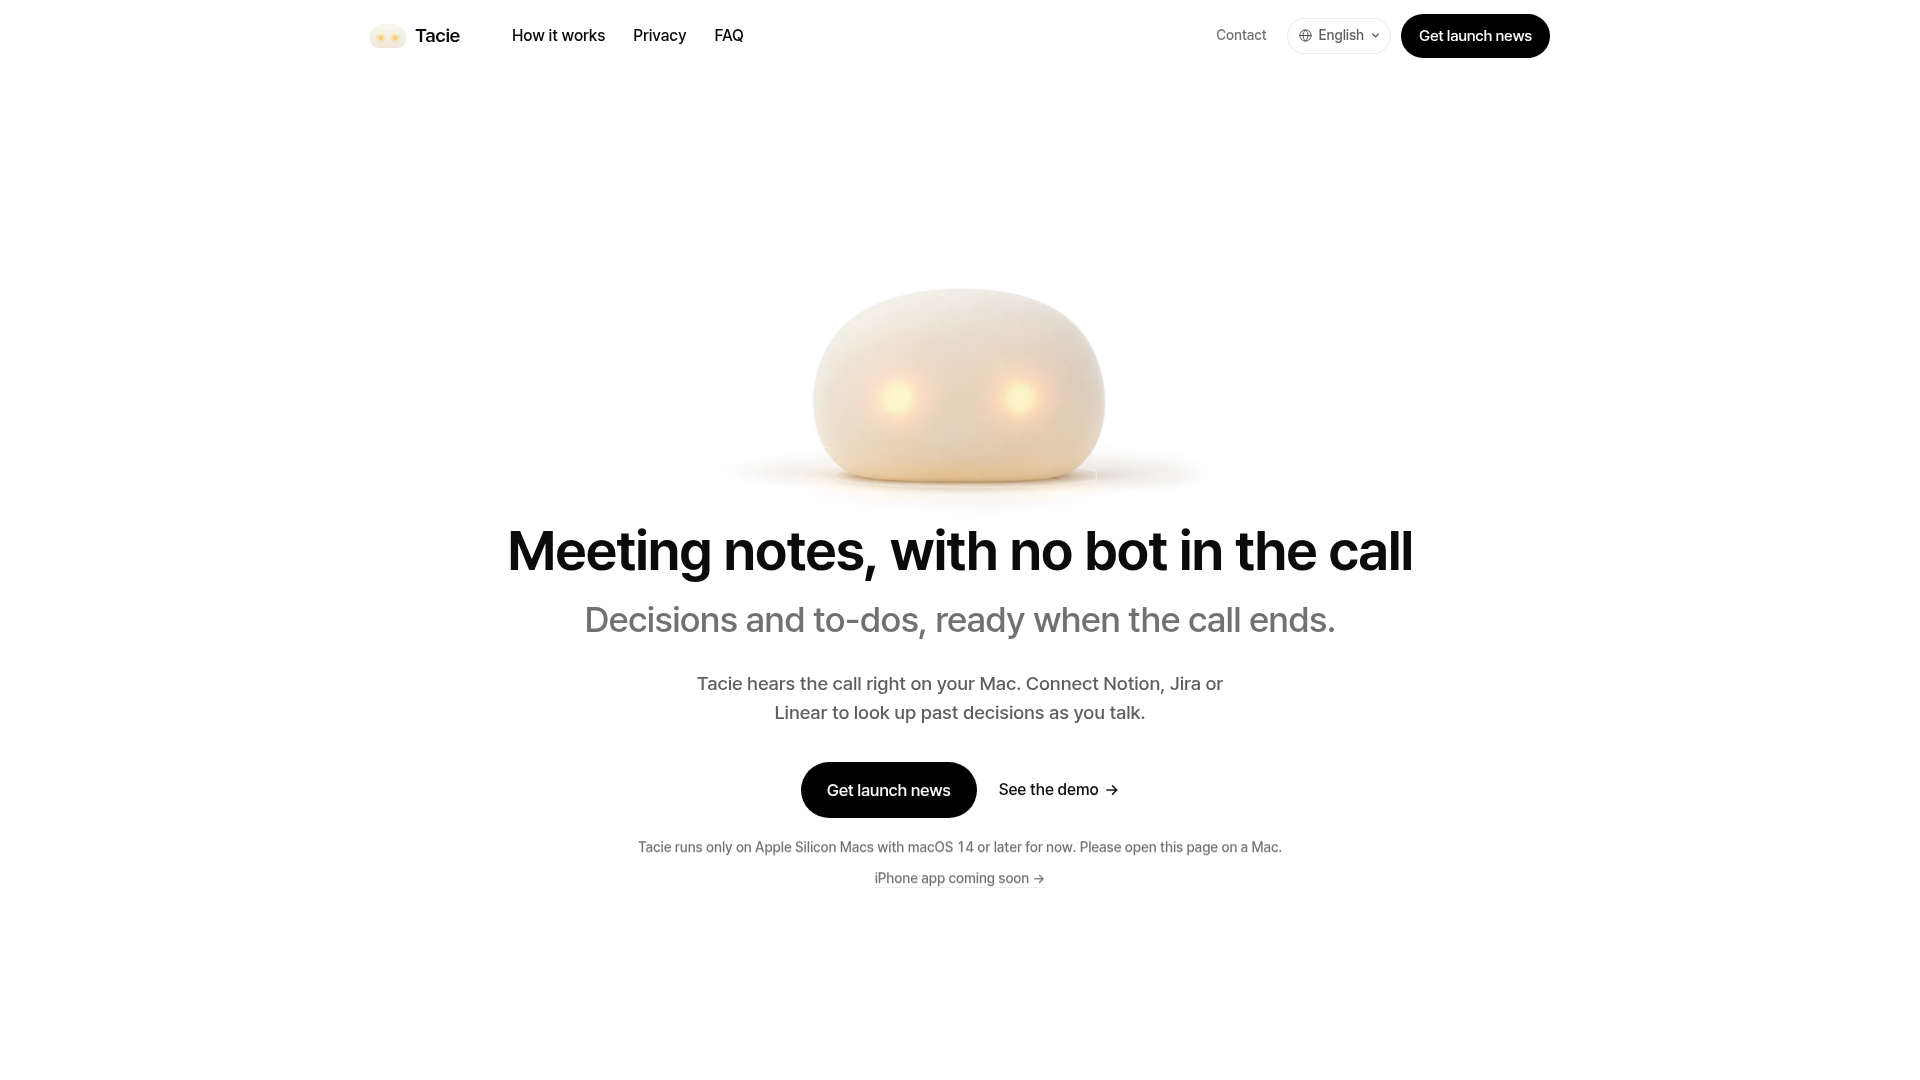 Tacie
How it works
Privacy
FAQ
Contact
English
Get launch news
Meeting notes, with no bot in the call
Decisions and to-dos, ready when the call ends.
Tacie hears the call right on your Mac. Connect Notion, Jira or
Linear to look up past decisions as you talk.
Get launch news
See the demo →
Tacie runs only on Apple Silicon Macs with macOS 14 or later for now. Please open this page on a Mac.
iPhone app coming soon →